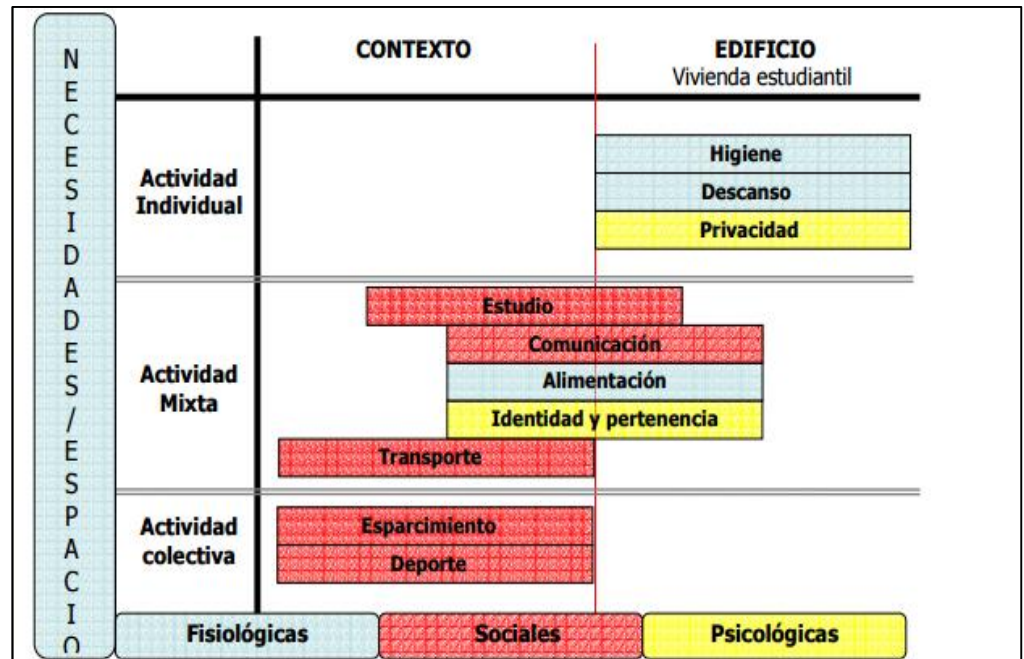 NECESIDADES/ESPACIO
CONTEXTO
EDIFICIO
Vivienda estudiantil
Actividad
Individual
Higiene
Descanso
Privacidad
Actividad
Mixta
Estudio
Comunicación
Alimentación
Identidad y pertenencia
Transporte
Actividad
colectiva
Esparcimiento
Deporte
Fisiológicas
Sociales
Psicológicas